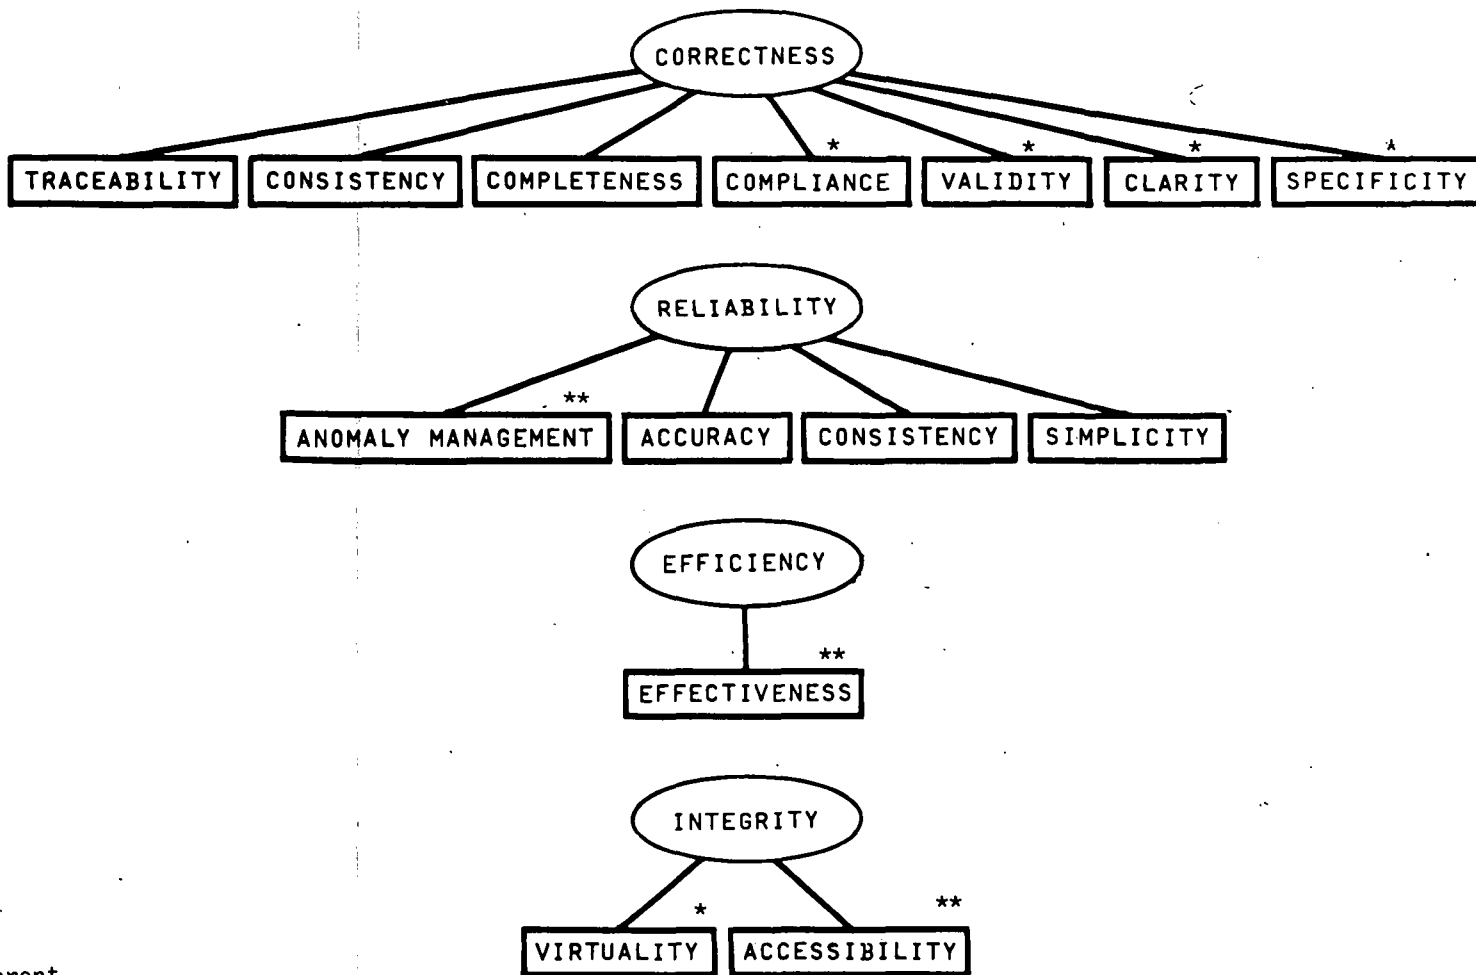 CORRECTNESS
* * * *
TRACEABILITY CONSISTENCY COMPLETENESS COMPLIANCE VALIDITY CLARITY SPECIFICITY
RELIABILITY
**
ANOMALY MANAGEMENT ACCURACY CONSISTENCY SIMPLICITY
EFFICIENCY
**
EFFECTIVENESS
INTEGRITY
* **
VIRTUALITY ACCESSIBILITY